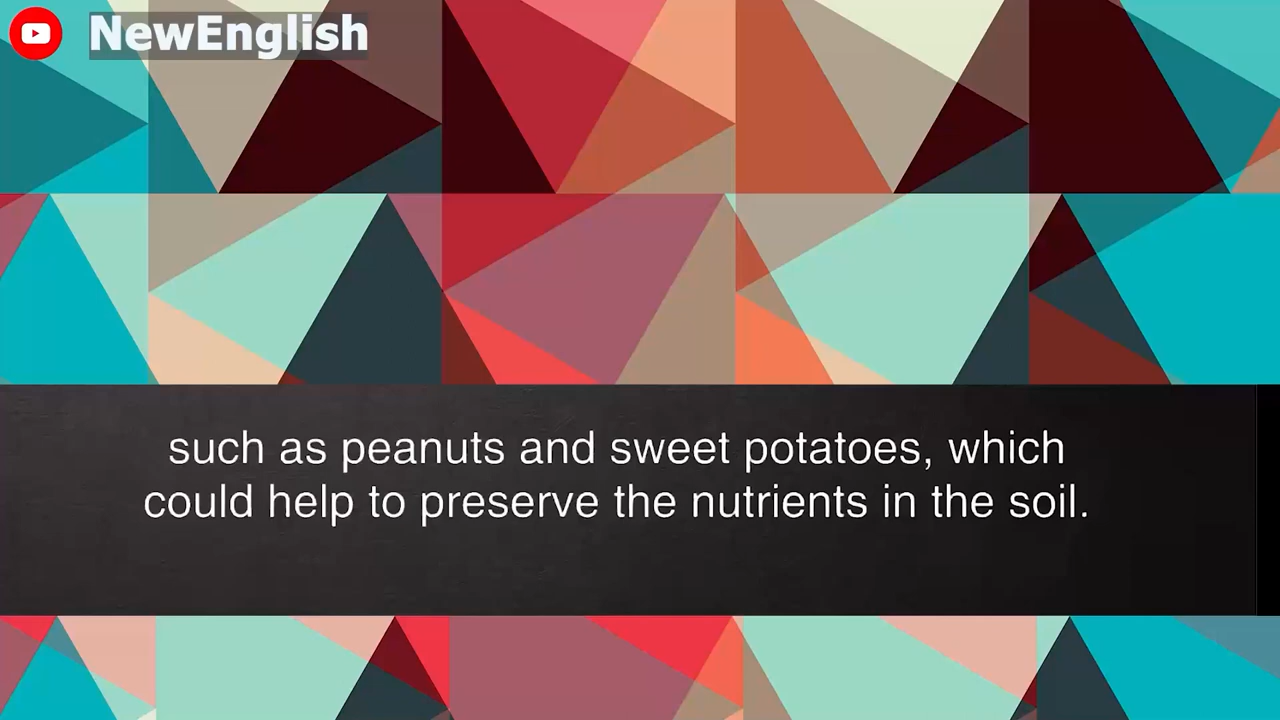 NewEnglish
such as peanuts and sweet potatoes, which
could help to preserve the nutrients in the soil.